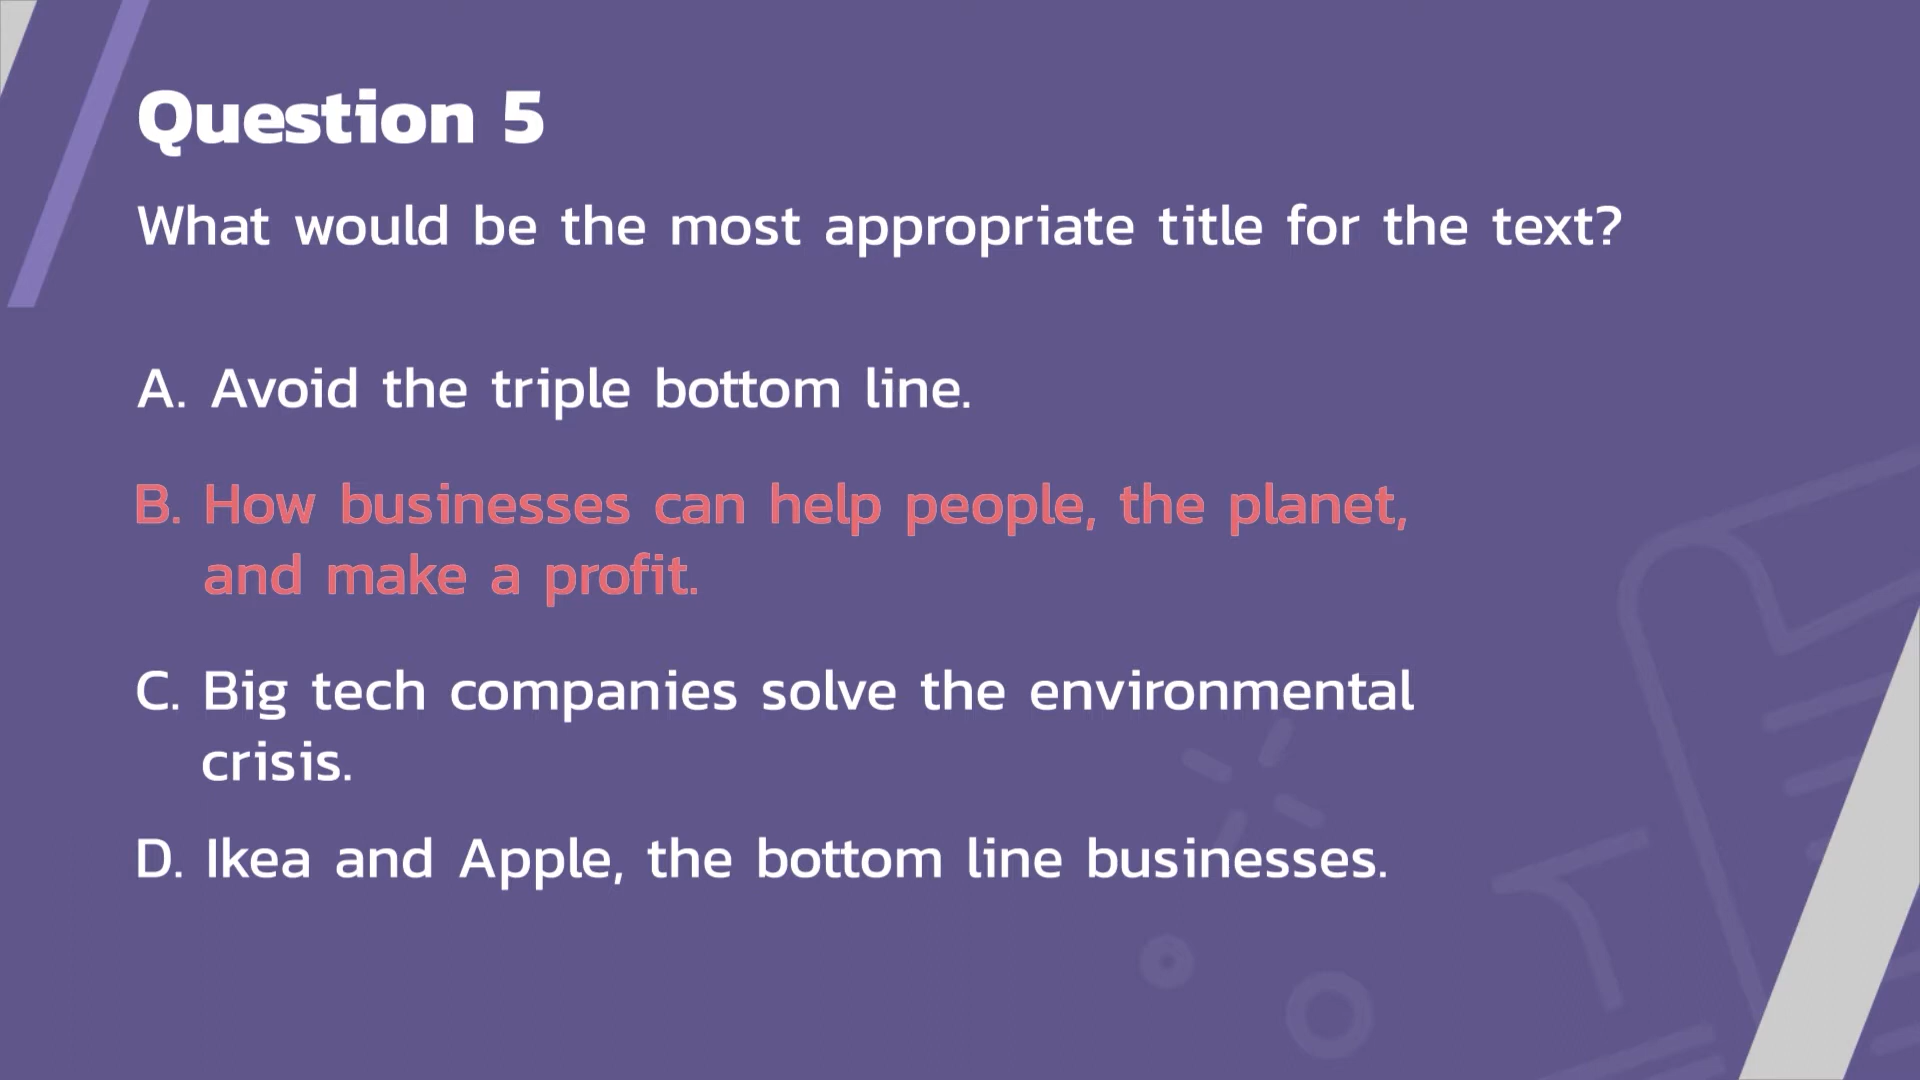 Question 5
What would be the most appropriate title for the text?
A. Avoid the triple bottom line.
B. How businesses can help people, the planet,
and make a profit.
C. Big tech companies solve the environmental
crisis.
D. Ikea and Apple, the bottom line businesses.